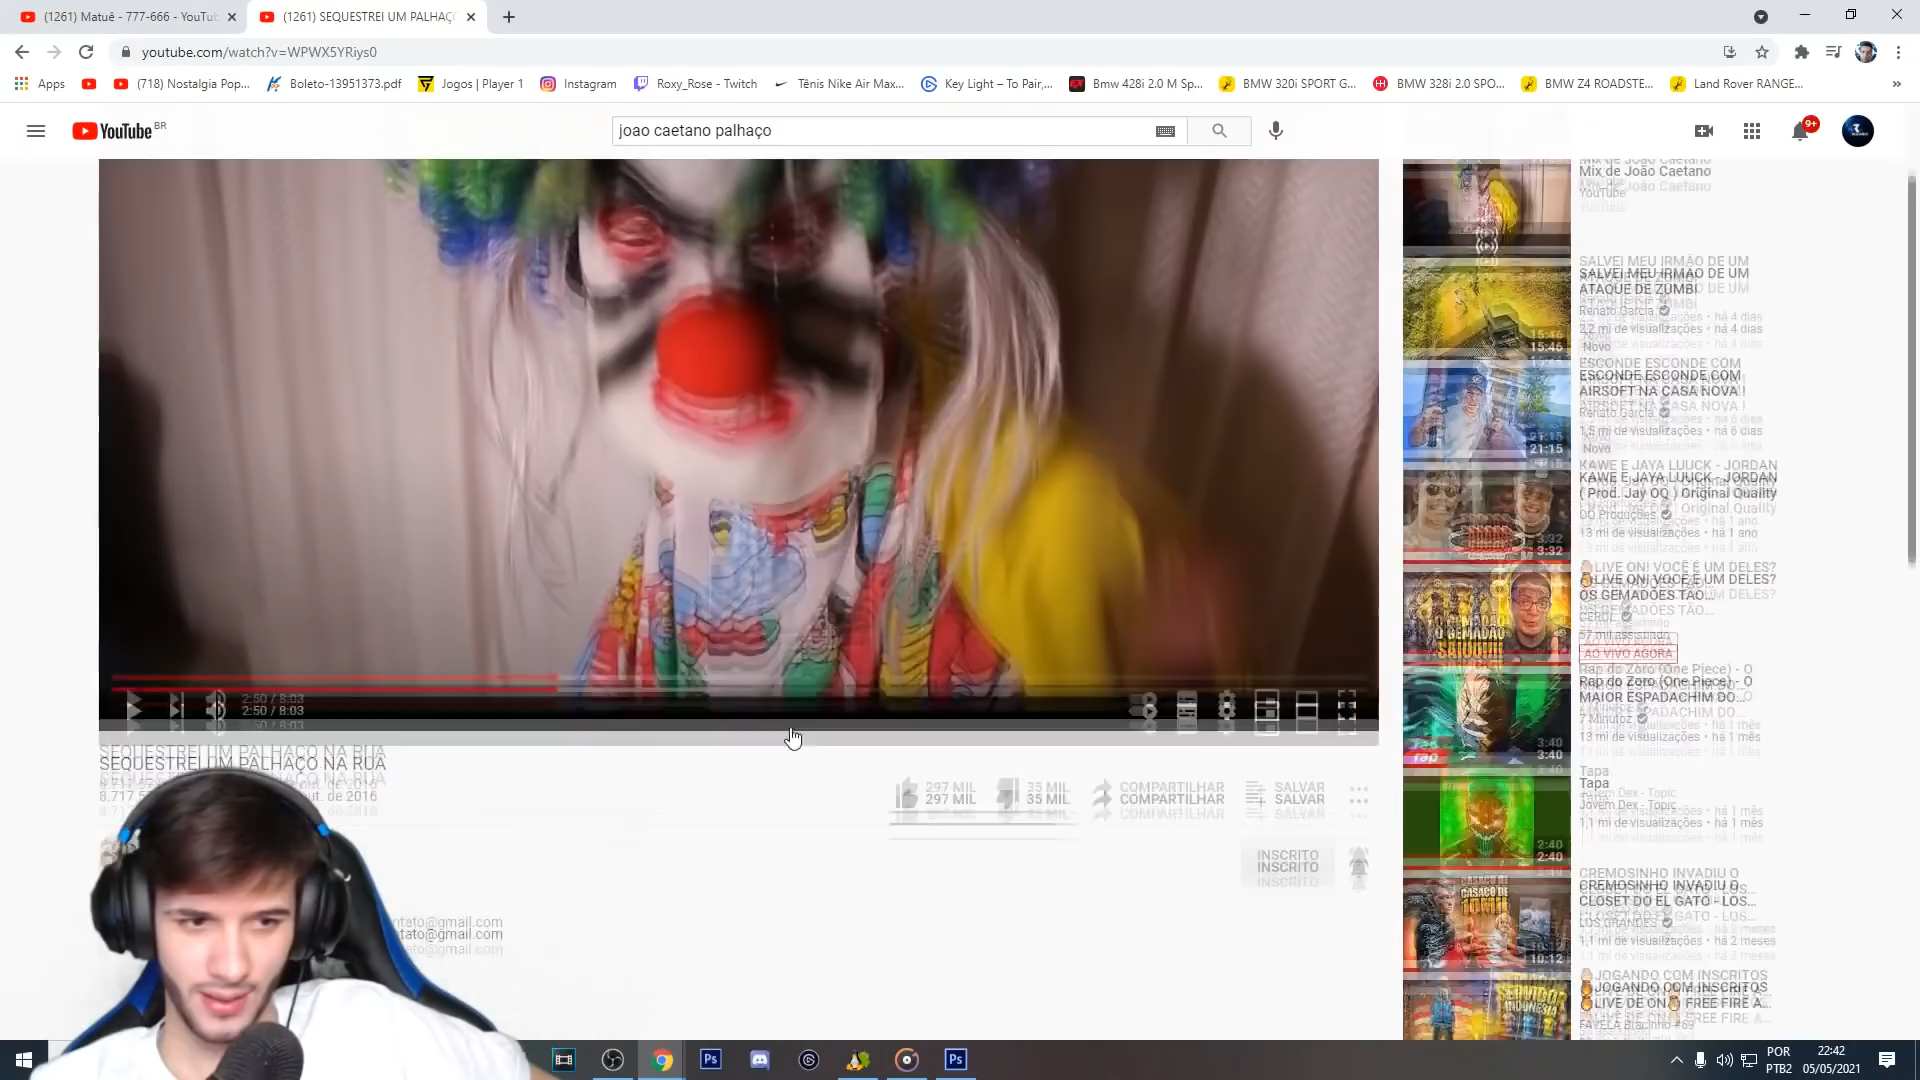 (1261) Matuê - 777-666 - YouTu
(1261) SEQUESTREI UM PALHAÇO
youtube.com/watch?v=WPWX5YRiys0
Apps
(718) Nostalgia Pop...
Boleto-13951373.pdf
Jogos | Player 1
Instagram
Roxy_Rose - Twitch
Tênis Nike Air Max...
Key Light – To Pair,...
Bmw 428i 2.0 M Sp...
BMW 320i SPORT G...
BMW 328i 2.0 SPO...
BMW Z4 ROADSTE...
Land Rover RANGE...
YouTube BR
joao caetano palhaço
9+
2:50 / 8:03
SEQUESTREI UM PALHAÇO NA RUA
out. de 2016
297 MIL
35 MIL
COMPARTILHAR
SALVAR
INSCRITO
ntato@gmail.com
Mix de João Caetano
YouTube
SALVEI MEU IRMÃO DE UM
ATAQUE DE ZUMBI
Renato Garcia
2,2 mi de visualizações • há 4 dias
Novo
15:46
ESCONDE ESCONDE COM
AIRSOFT NA CASA NOVA !
Renato Garcia
1,5 mi de visualizações • há 6 dias
Novo
21:15
KAWE E JAYA LUUCK - JORDAN
( Prod. Jay OQ ) Original Quality
13 mi de visualizações • há 1 ano
3:32
LIVE ON! VOCÊ É UM DELES?
OS GEMADÕES TÃO...
CEROL
57 mil assistindo
AO VIVO AGORA
Rap do Zoro (One Piece) - O
MAIOR ESPADACHIM DO...
7 Minutoz
13 mi de visualizações • há 1 mês
3:40
Tapa
Jovem Dex - Topic
1,1 mi de visualizações • há 1 mês
2:40
CREMOSINHO INVADIU O
CLOSET DO EL GATO - LOS...
LOS GRANDES
1,1 mi de visualizações • há 2 meses
10:12
JOGANDO COM INSCRITOS
LIVE DE ON FREE FIRE A...
POR
PTB2
22:42
05/05/2021